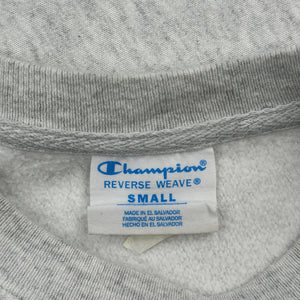 Champion®
REVERSE WEAVE®
SMALL
MADE IN EL SALVADOR
FABRIQUÉ AU SALVADOR
HECHO EN EL SALVADOR